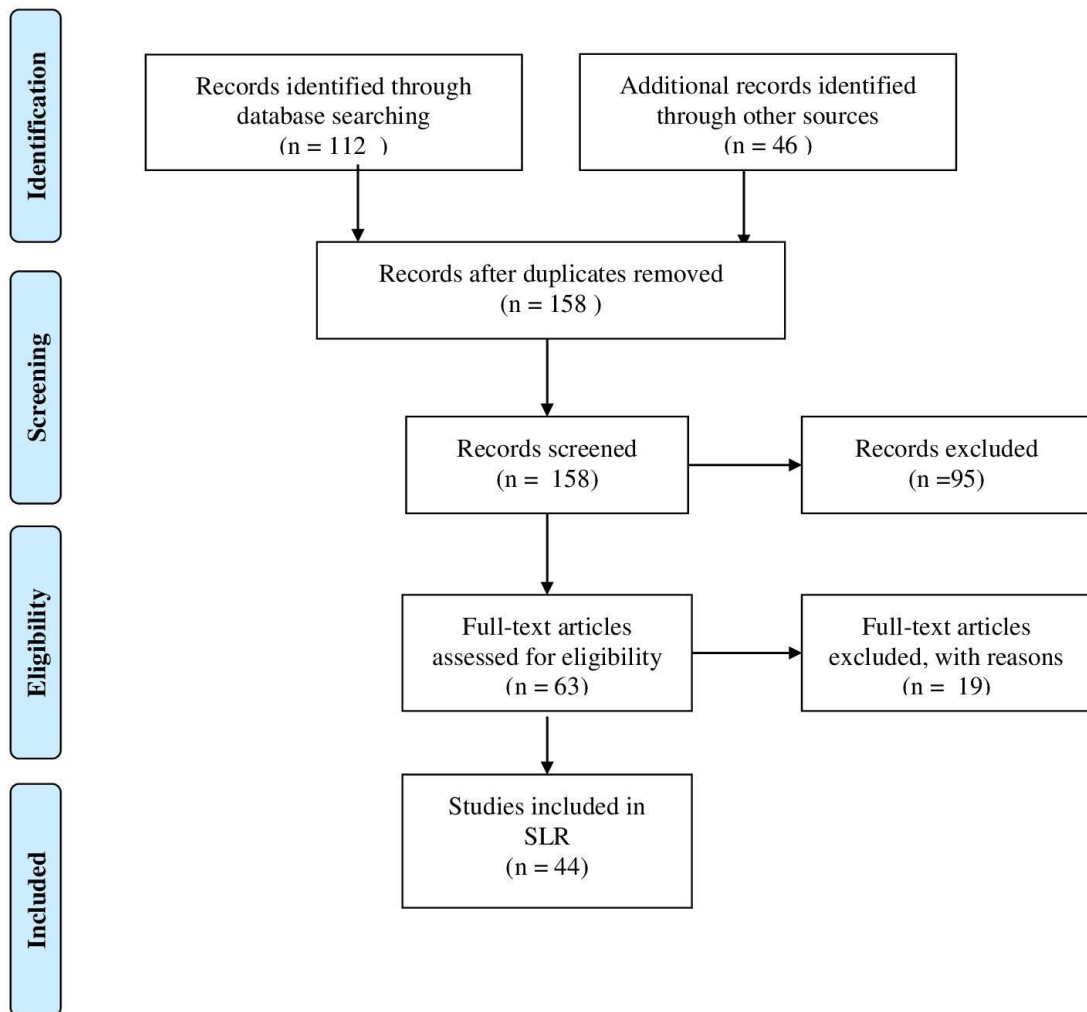 Identification
Records identified through
database searching
(n = 112  )
Additional records identified
through other sources
(n = 46 )
Records after duplicates removed
(n = 158 )
Screening
Records screened
(n =  158)
Records excluded
(n =95)
Eligibility
Full-text articles
assessed for eligibility
(n = 63)
Full-text articles
excluded, with reasons
(n =  19)
Included
Studies included in
SLR
(n = 44)